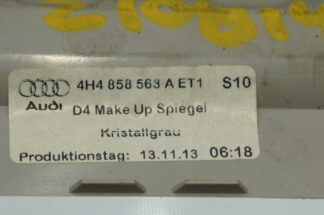 4H4 858 563 A ET1 S10
Audi
D4 Make Up Spiegel
Kristallgrau
Produktionstag: 13.11.13 06:18